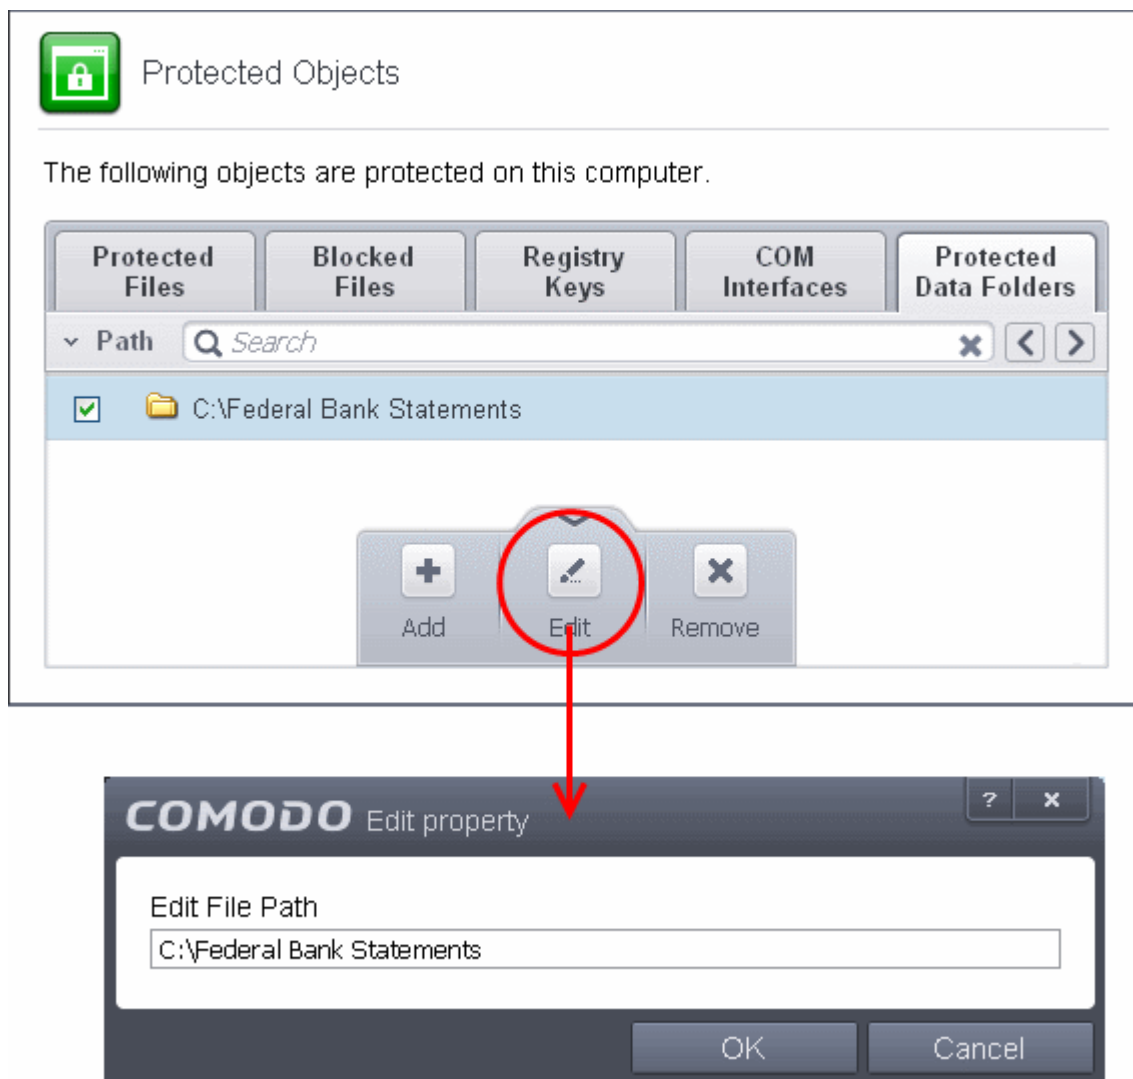 Protected Objects
The following objects are protected on this computer.
Protected Files
Blocked Files
Registry Keys
COM Interfaces
Protected Data Folders
Path
Search
C:\Federal Bank Statements
Add
Edit
Remove
COMODO Edit property
? x
Edit File Path
C:\Federal Bank Statements
OK
Cancel